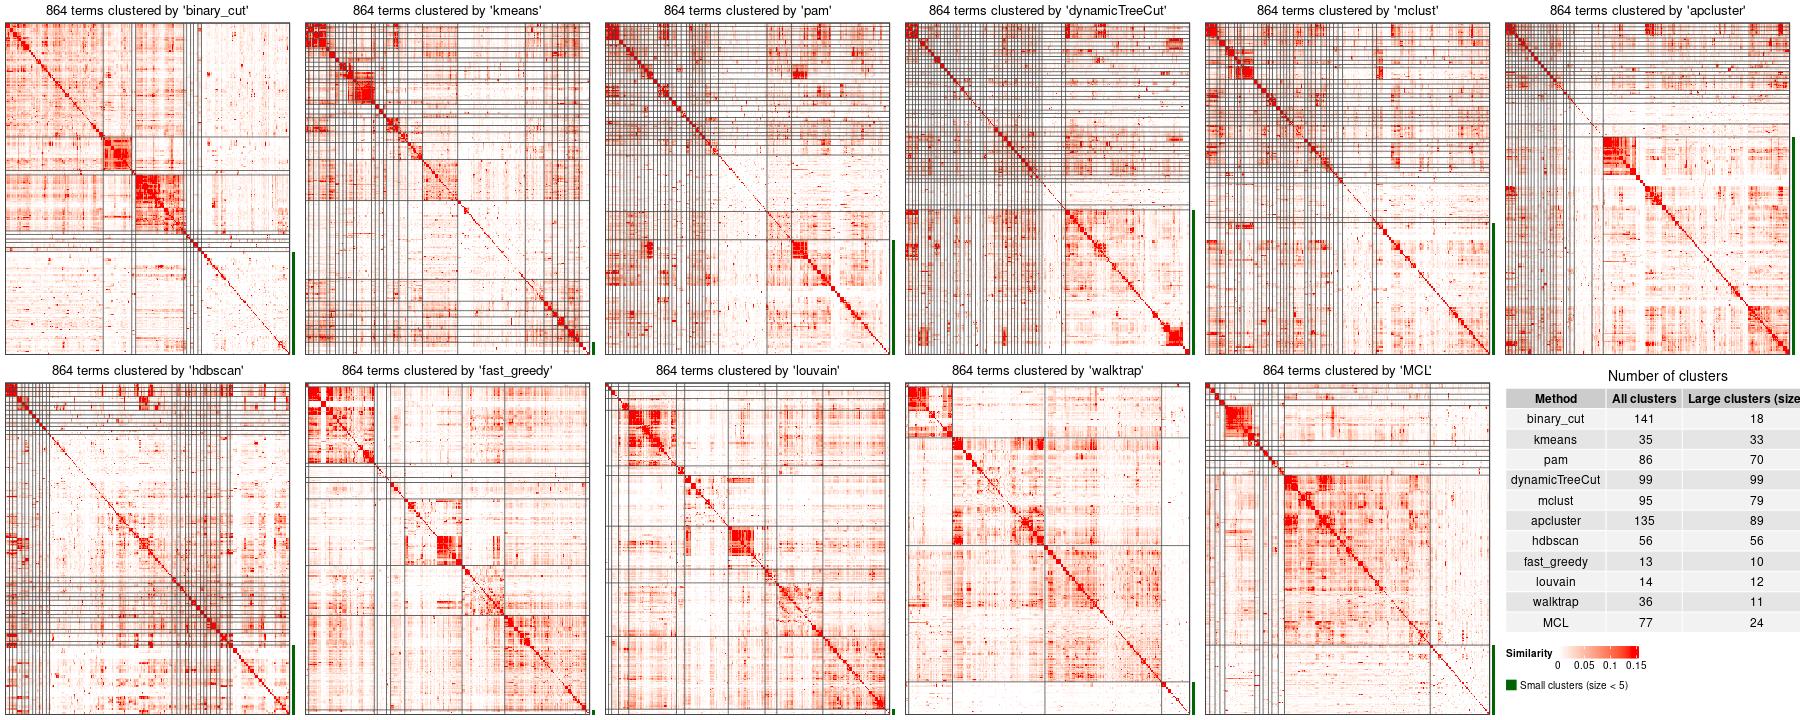 864 terms clustered by 'binary_cut'
864 terms clustered by 'kmeans'
864 terms clustered by 'pam'
864 terms clustered by 'dynamicTreeCut'
864 terms clustered by 'mclust'
864 terms clustered by 'apcluster'
864 terms clustered by 'hdbscan'
864 terms clustered by 'fast_greedy'
864 terms clustered by 'louvain'
864 terms clustered by 'walktrap'
864 terms clustered by 'MCL'
Number of clusters
Method All clusters Large clusters (size
binary_cut 141 18
kmeans 35 33
pam 86 70
dynamicTreeCut 99 99
mclust 95 79
apcluster 135 89
hdbscan 56 56
fast_greedy 13 10
louvain 14 12
walktrap 36 11
MCL 77 24
Similarity
0 0.05 0.1 0.15
Small clusters (size < 5)